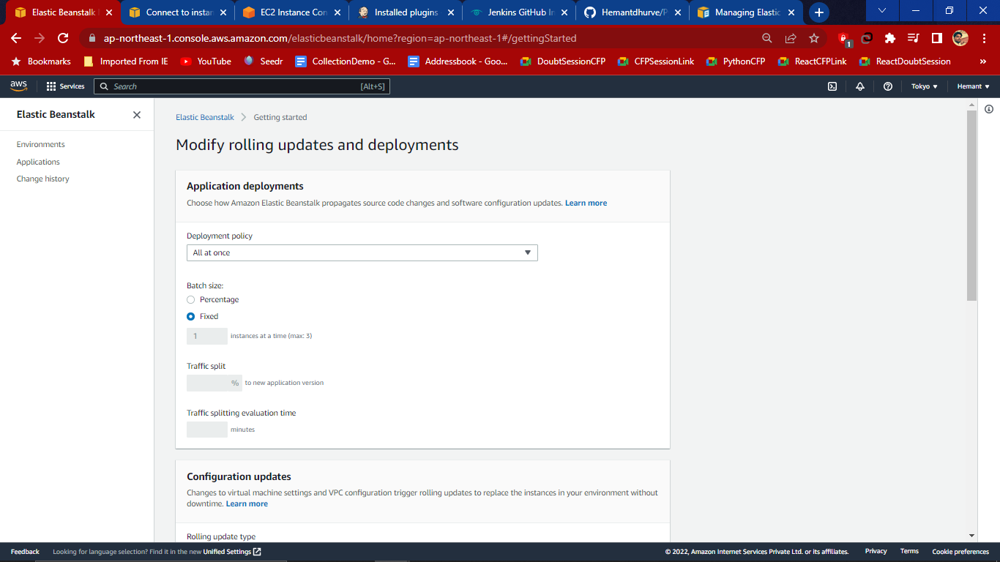 Elastic Beanstalk
Connect to instan
EC2 Instance Con
Installed plugins
Jenkins GitHub In
Hemantdhurve/P
Managing Elastic
ap-northeast-1.console.aws.amazon.com/elasticbeanstalk/home?region=ap-northeast-1#/gettingStarted
1
Bookmarks
Imported From IE
YouTube
Seedr
CollectionDemo - G...
Addressbook - Goo...
DoubtSessionCFP
CFPSessionLink
PythonCFP
ReactCFPLink
ReactDoubtSession
»
aws
Services
Search
[Alt+S]
Tokyo
Hemant
Elastic Beanstalk
Environments
Applications
Change history
Elastic Beanstalk
Getting started
Modify rolling updates and deployments
Application deployments
Choose how Amazon Elastic Beanstalk propagates source code changes and software configuration updates. Learn more
Deployment policy
All at once
Batch size:
Percentage
Fixed
1 instances at a time (max: 3)
Traffic split
% to new application version
Traffic splitting evaluation time
minutes
Configuration updates
Changes to virtual machine settings and VPC configuration trigger rolling updates to replace the instances in your environment without
downtime. Learn more
Rolling update type
Feedback
Looking for language selection? Find it in the new Unified Settings
© 2022, Amazon Internet Services Private Ltd. or its affiliates.
Privacy
Terms
Cookie preferences